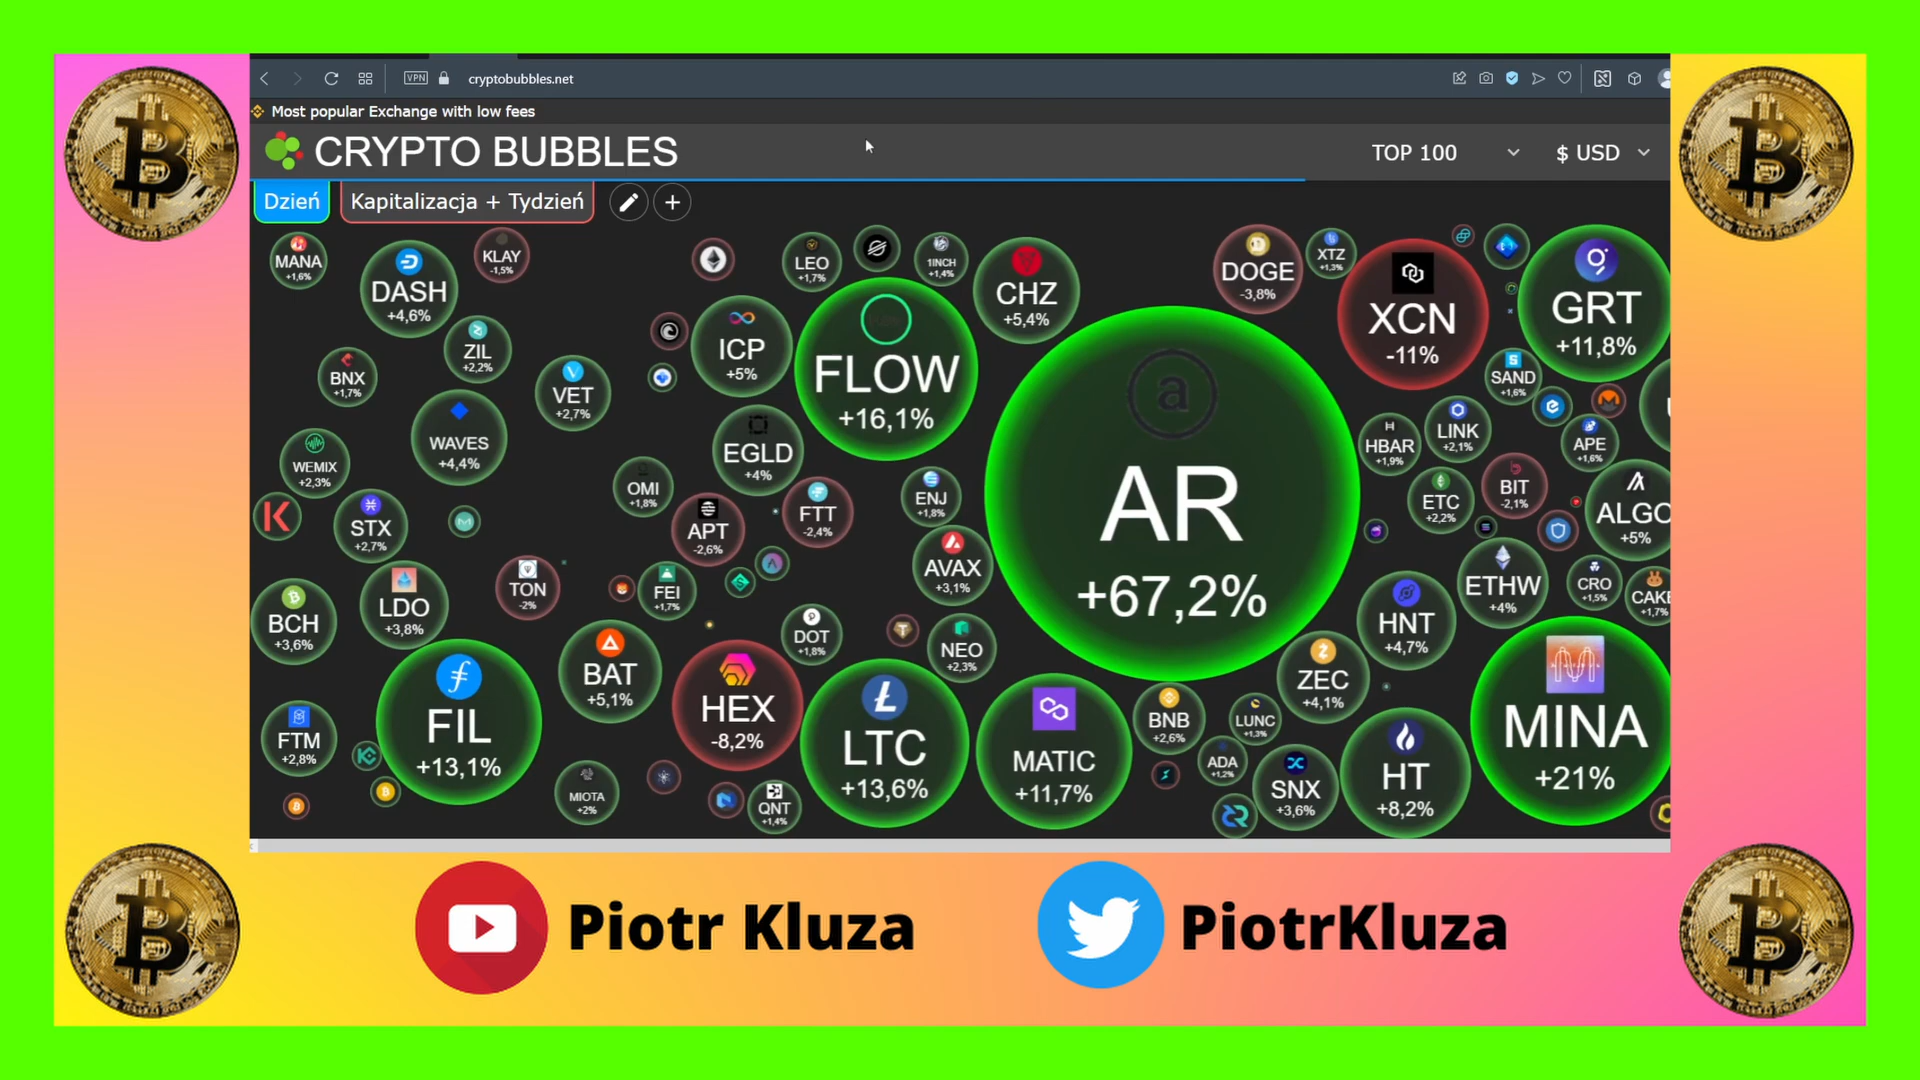 VPN
cryptobubbles.net
Most popular Exchange with low fees
CRYPTO BUBBLES
TOP 100
$ USD
Dzień
Kapitalizacja + Tydzień
MANA
+1,6%
DASH
+4,6%
KLAY
-1,5%
LEO
+1,7%
1INCH
+1,4%
CHZ
+5,4%
DOGE
-3,8%
XTZ
+1,3%
XCN
-11%
GRT
+11,8%
ZIL
+2,2%
ICP
+5%
FLOW
+16,1%
BNX
+1,7%
VET
+2,7%
SAND
+1,6%
WAVES
+4,4%
EGLD
+4%
AR
+67,2%
HBAR
+1,9%
LINK
+2,1%
APE
+1,6%
WEMIX
+2,3%
OMI
+1,8%
ENJ
+1,8%
ETC
+2,2%
BIT
-2,1%
ALGO
+5%
STX
+2,7%
APT
-2,6%
FTT
-2,4%
AVAX
+3,1%
TON
-2%
FEI
+1,7%
ETHW
+4%
CRO
+1,5%
CAKE
+1,7%
BCH
+3,6%
LDO
+3,8%
DOT
+1,8%
NEO
+2,3%
HNT
+4,7%
BAT
+5,1%
HEX
-8,2%
ZEC
+4,1%
FIL
+13,1%
LTC
+13,6%
MATIC
+11,7%
BNB
+2,6%
LUNC
+1,3%
MINA
+21%
FTM
+2,8%
MIOTA
+2%
QNT
+1,4%
ADA
+1,2%
SNX
+3,6%
HT
+8,2%
Piotr Kluza
PiotrKluza